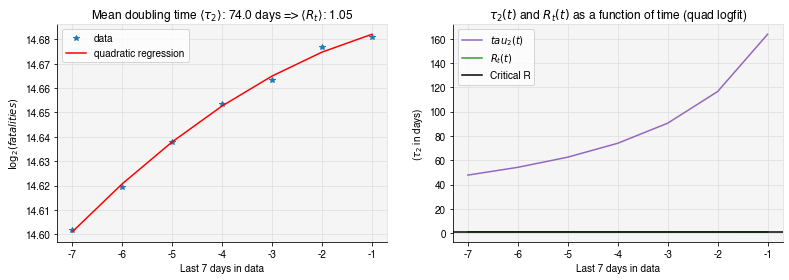 Mean doubling time ⟨τ₂⟩: 74.0 days => ⟨Rₜ⟩: 1.05
data
quadratic regression
log₂(fatalities)
14.68
14.67
14.66
14.65
14.64
14.63
14.62
14.61
14.60
-7 -6 -5 -4 -3 -2 -1
Last 7 days in data
τ₂(t) and Rₜ(t) as a function of time (quad logfit)
tau₂(t)
Rₜ(t)
Critical R
(τ₂ in days)
160
140
120
100
80
60
40
20
0
-7 -6 -5 -4 -3 -2 -1
Last 7 days in data